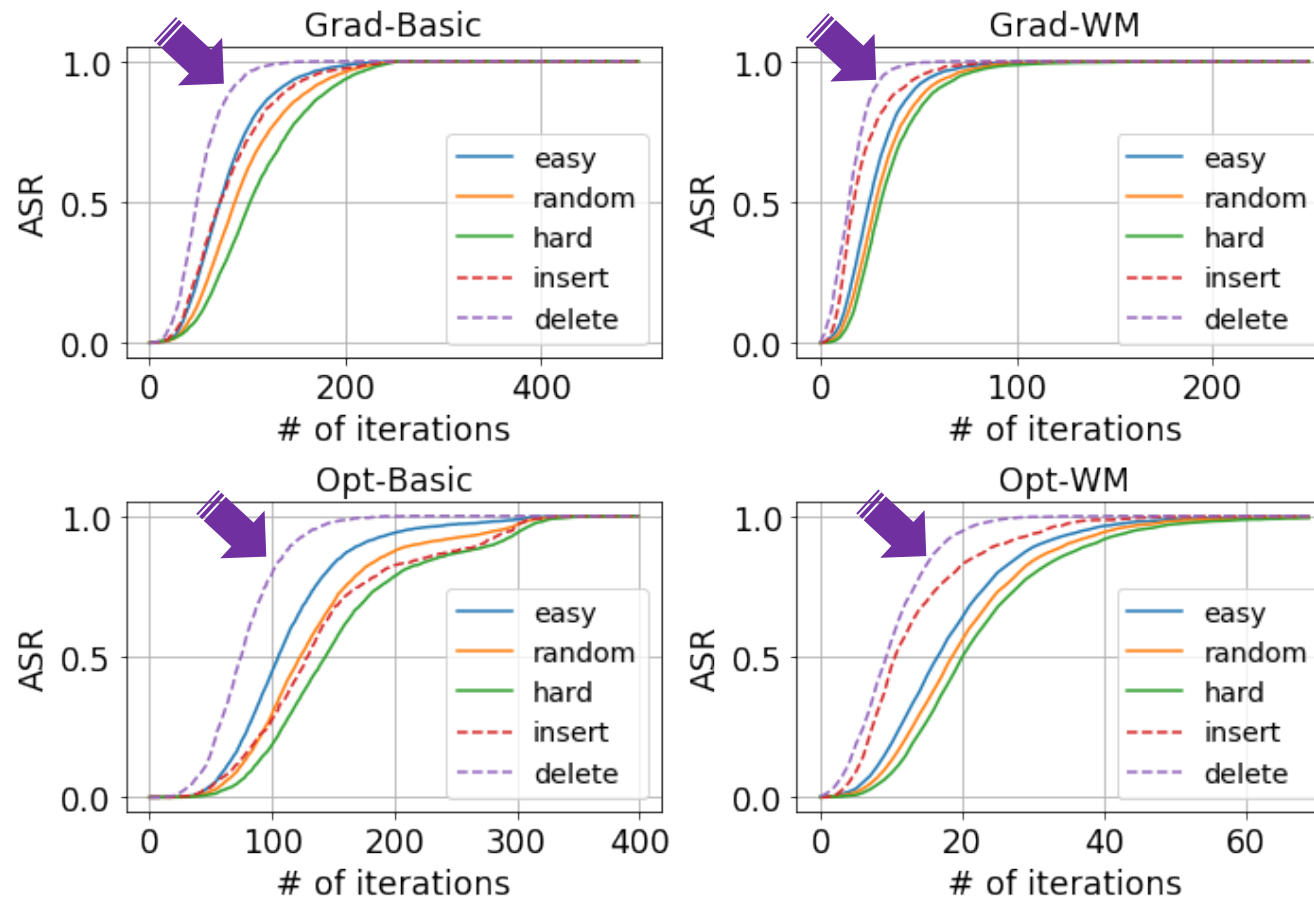 Grad-Basic
1.0
0.5
0.0
ASR
easy
random
hard
insert
delete
0 200 400
# of iterations
Grad-WM
1.0
0.5
0.0
ASR
easy
random
hard
insert
delete
0 100 200
# of iterations
Opt-Basic
1.0
0.5
0.0
ASR
easy
random
hard
insert
delete
0 100 200 300 400
# of iterations
Opt-WM
1.0
0.5
0.0
ASR
easy
random
hard
insert
delete
0 20 40 60
# of iterations